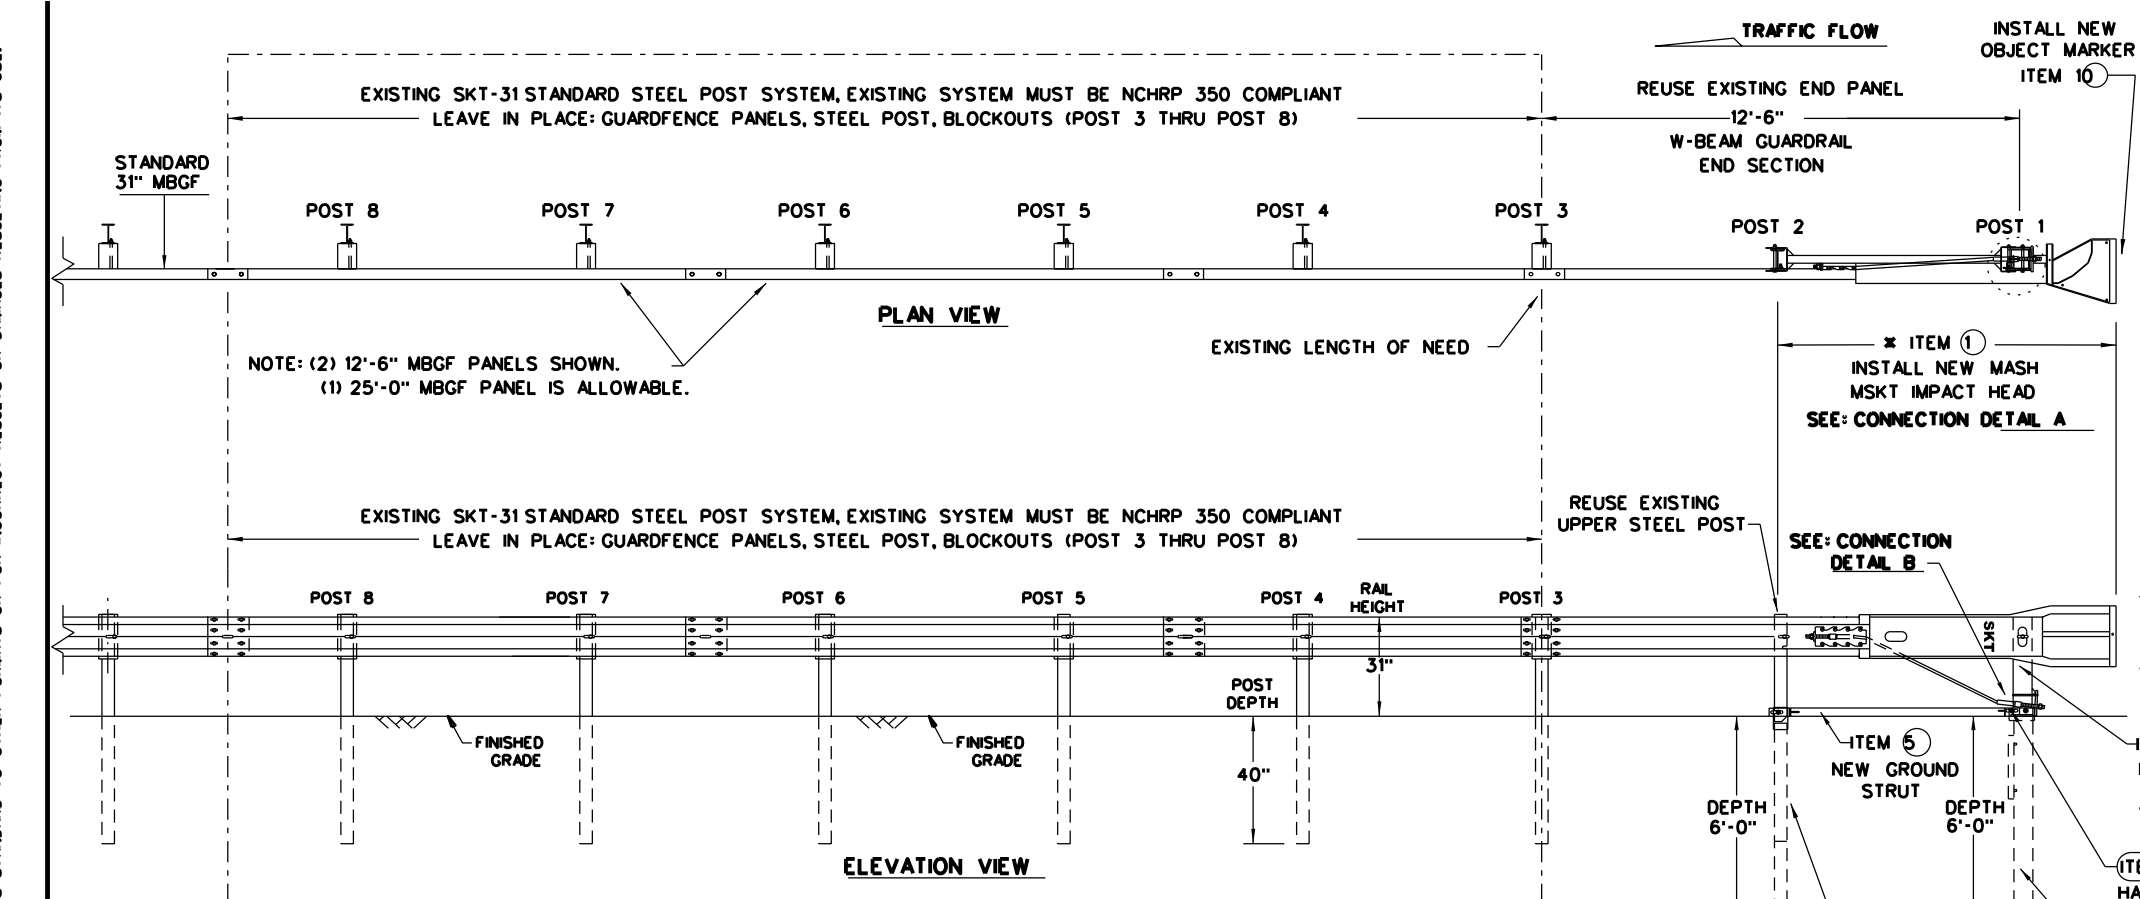 TRAFFIC FLOW
INSTALL NEW
OBJECT MARKER
ITEM 10
EXISTING SKT-31 STANDARD STEEL POST SYSTEM, EXISTING SYSTEM MUST BE NCHRP 350 COMPLIANT
LEAVE IN PLACE: GUARDFENCE PANELS, STEEL POST, BLOCKOUTS (POST 3 THRU POST 8)
REUSE EXISTING END PANEL
12'-6"
W-BEAM GUARDRAIL
END SECTION
STANDARD
31" MBGF
POST 8
POST 7
POST 6
POST 5
POST 4
POST 3
POST 2
POST 1
PLAN VIEW
NOTE: (2) 12'-6" MBGF PANELS SHOWN.
(1) 25'-0" MBGF PANEL IS ALLOWABLE.
EXISTING LENGTH OF NEED
* ITEM 1
INSTALL NEW MASH
MSKT IMPACT HEAD
SEE: CONNECTION DETAIL A
EXISTING SKT-31 STANDARD STEEL POST SYSTEM, EXISTING SYSTEM MUST BE NCHRP 350 COMPLIANT
LEAVE IN PLACE: GUARDFENCE PANELS, STEEL POST, BLOCKOUTS (POST 3 THRU POST 8)
REUSE EXISTING
UPPER STEEL POST
SEE: CONNECTION
DETAIL B
POST 8
POST 7
POST 6
POST 5
POST 4
RAIL
HEIGHT
POST 3
31"
SKT
POST
DEPTH
40"
FINISHED
GRADE
FINISHED
GRADE
ITEM 5
NEW GROUND
STRUT
DEPTH
6'-0"
DEPTH
6'-0"
ELEVATION VIEW